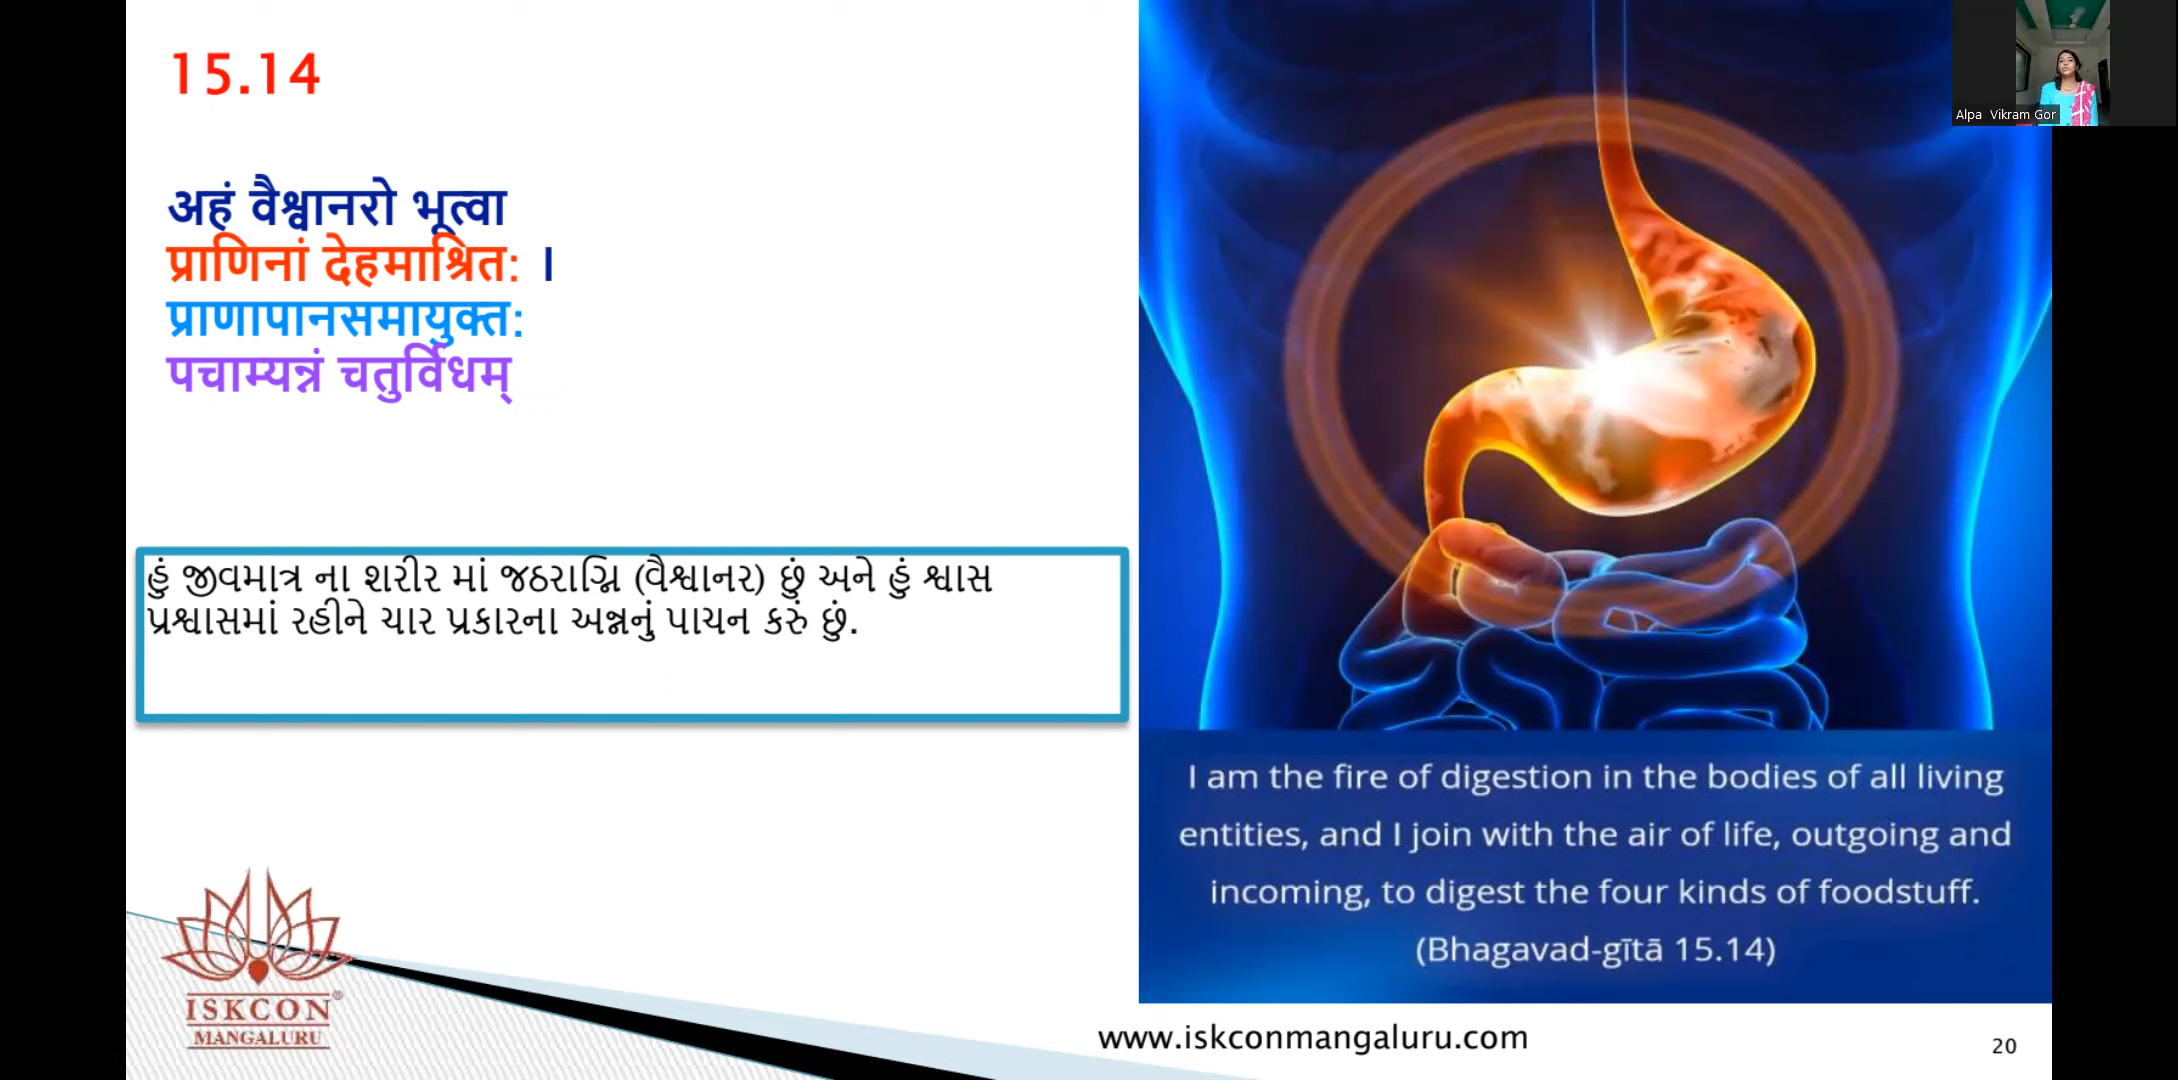 15.14
अहं वैश्वानरो भूत्वा
प्राणिनां देहमाश्रित: ।
प्राणापानसमायुक्त:
पचाम्यन्नं चतुर्विधम्
હું જીવમાત્ર ના શરીર માં જઠરાગ્નિ (વૈશ્વાનર) છું અને હું શ્વાસ
પ્રશ્વાસમાં રહીને ચાર પ્રકારના અન્નનું પાચન કરું છું.
Alpa Vikram Gor
I am the fire of digestion in the bodies of all living
entities, and I join with the air of life, outgoing and
incoming, to digest the four kinds of foodstuff.
(Bhagavad-gītā 15.14)
ISKCON®
MANGALURU
www.iskconmangaluru.com
20